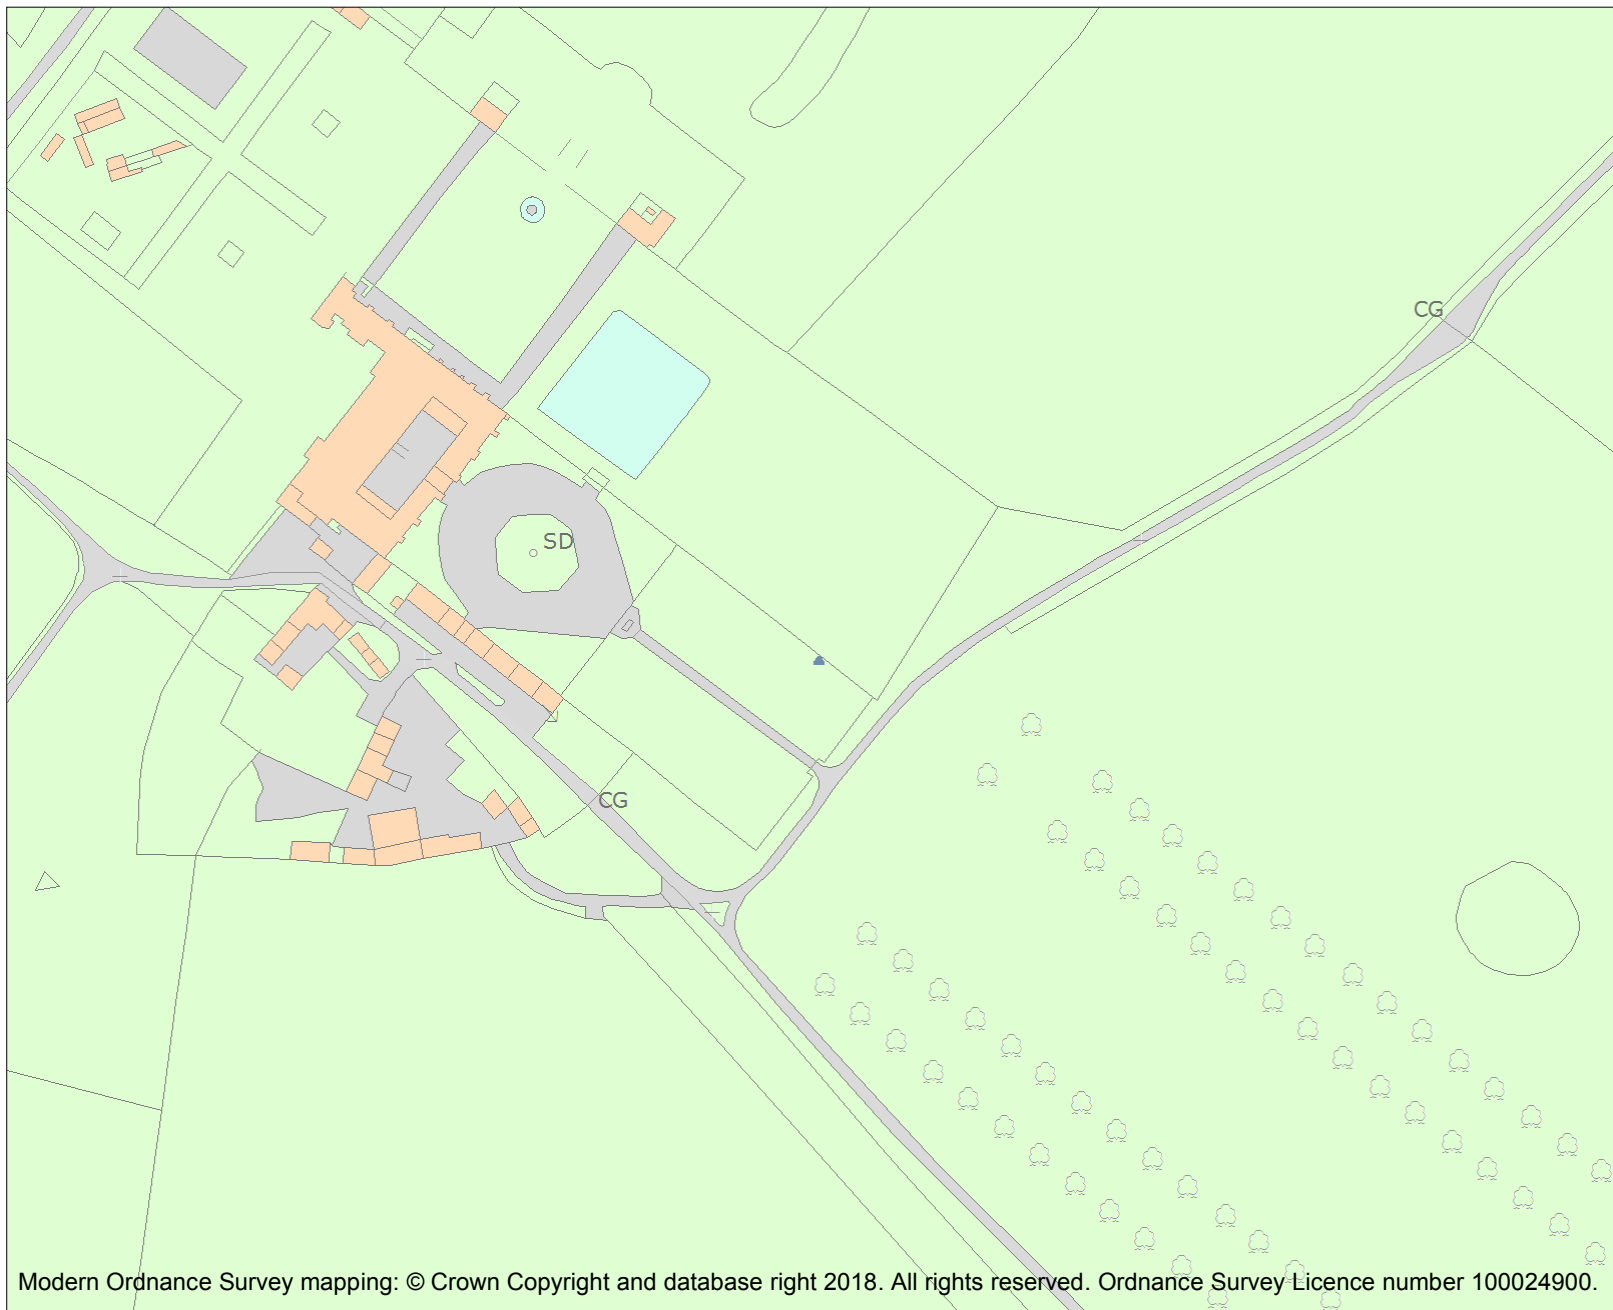 CG
SD
CG
Modern Ordnance Survey mapping: © Crown Copyright and database right 2018. All rights reserved. Ordnance Survey Licence number 100024900.